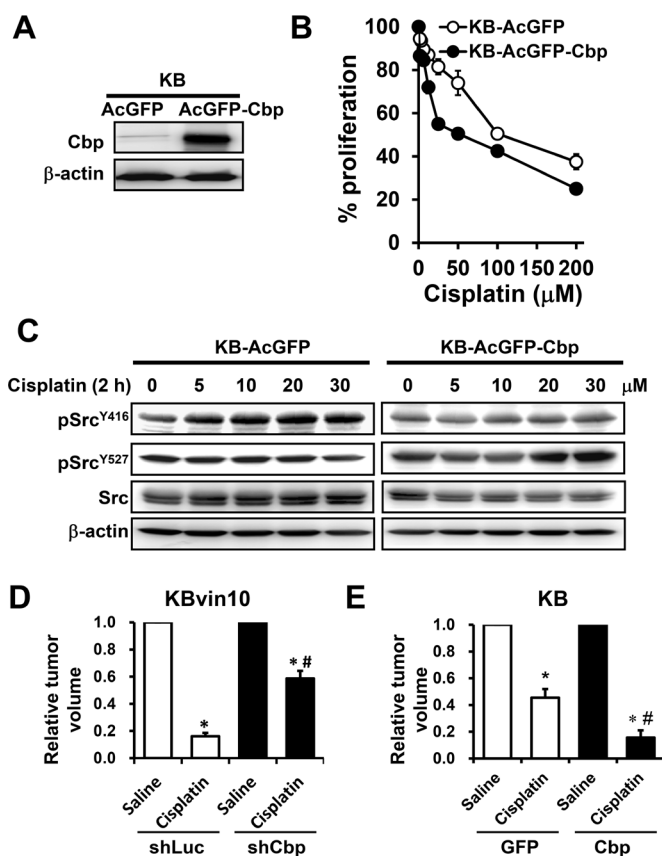 A
KB
AcGFP AcGFP-Cbp
Cbp
β-actin
B
KB-AcGFP
KB-AcGFP-Cbp
% proliferation
100
80
60
40
20
0
0 50 100 150 200
Cisplatin (μM)
C
KB-AcGFP KB-AcGFP-Cbp
Cisplatin (2 h) 0 5 10 20 30 0 5 10 20 30 μM
pSrcY416
pSrcY527
Src
β-actin
D
KBvin10
Relative tumor
volume
1.0
0.8
0.6
0.4
0.2
0.0
*
* #
Saline Cisplatin Saline Cisplatin
shLuc shCbp
E
KB
Relative tumor
volume
1.0
0.8
0.6
0.4
0.2
0.0
*
* #
Saline Cisplatin Saline Cisplatin
GFP Cbp